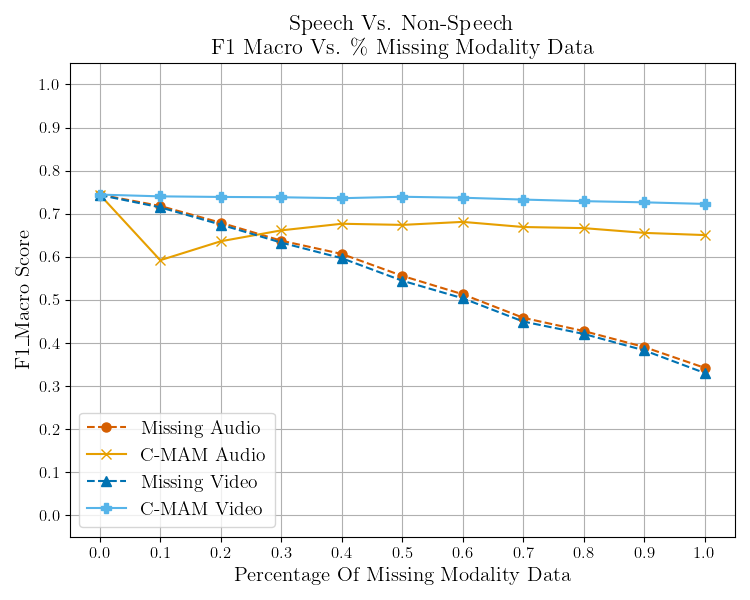 Speech Vs. Non-Speech
F1 Macro Vs. % Missing Modality Data
F1_Macro Score
1.0
0.9
0.8
0.7
0.6
0.5
0.4
0.3
0.2
0.1
0.0
Missing Audio
C-MAM Audio
Missing Video
C-MAM Video
0.0 0.1 0.2 0.3 0.4 0.5 0.6 0.7 0.8 0.9 1.0
Percentage Of Missing Modality Data